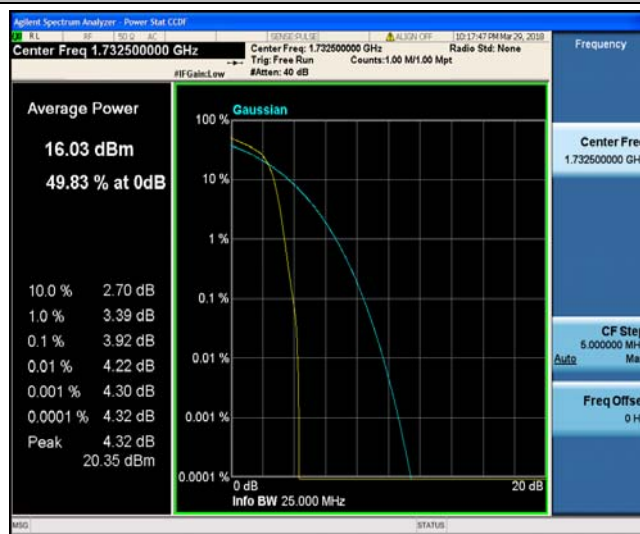 Agilent Spectrum Analyzer - Power Stat CCDF
RL RF 50 Ω AC SENSE:PULSE ALIGN OFF 10:17:47 PM Mar 29, 2018
Center Freq 1.732500000 GHz
Center Freq: 1.732500000 GHz Radio Std: None
Trig: Free Run Counts:1.00 M/1.00 Mpt
#IFGain:Low #Atten: 40 dB
Frequency
Average Power
16.03 dBm
49.83 % at 0dB
10.0 % 2.70 dB
1.0 % 3.39 dB
0.1 % 3.92 dB
0.01 % 4.22 dB
0.001 % 4.30 dB
0.0001 % 4.32 dB
Peak 4.32 dB
20.35 dBm
Gaussian
100 %
10 %
1 %
0.1 %
0.01 %
0.001 %
0.0001 %
0 dB 20 dB
Info BW 25.000 MHz
Center Fre
1.732500000 GH
CF Step
5.000000 MH
Auto Ma
Freq Offse
0 H
MSG STATUS